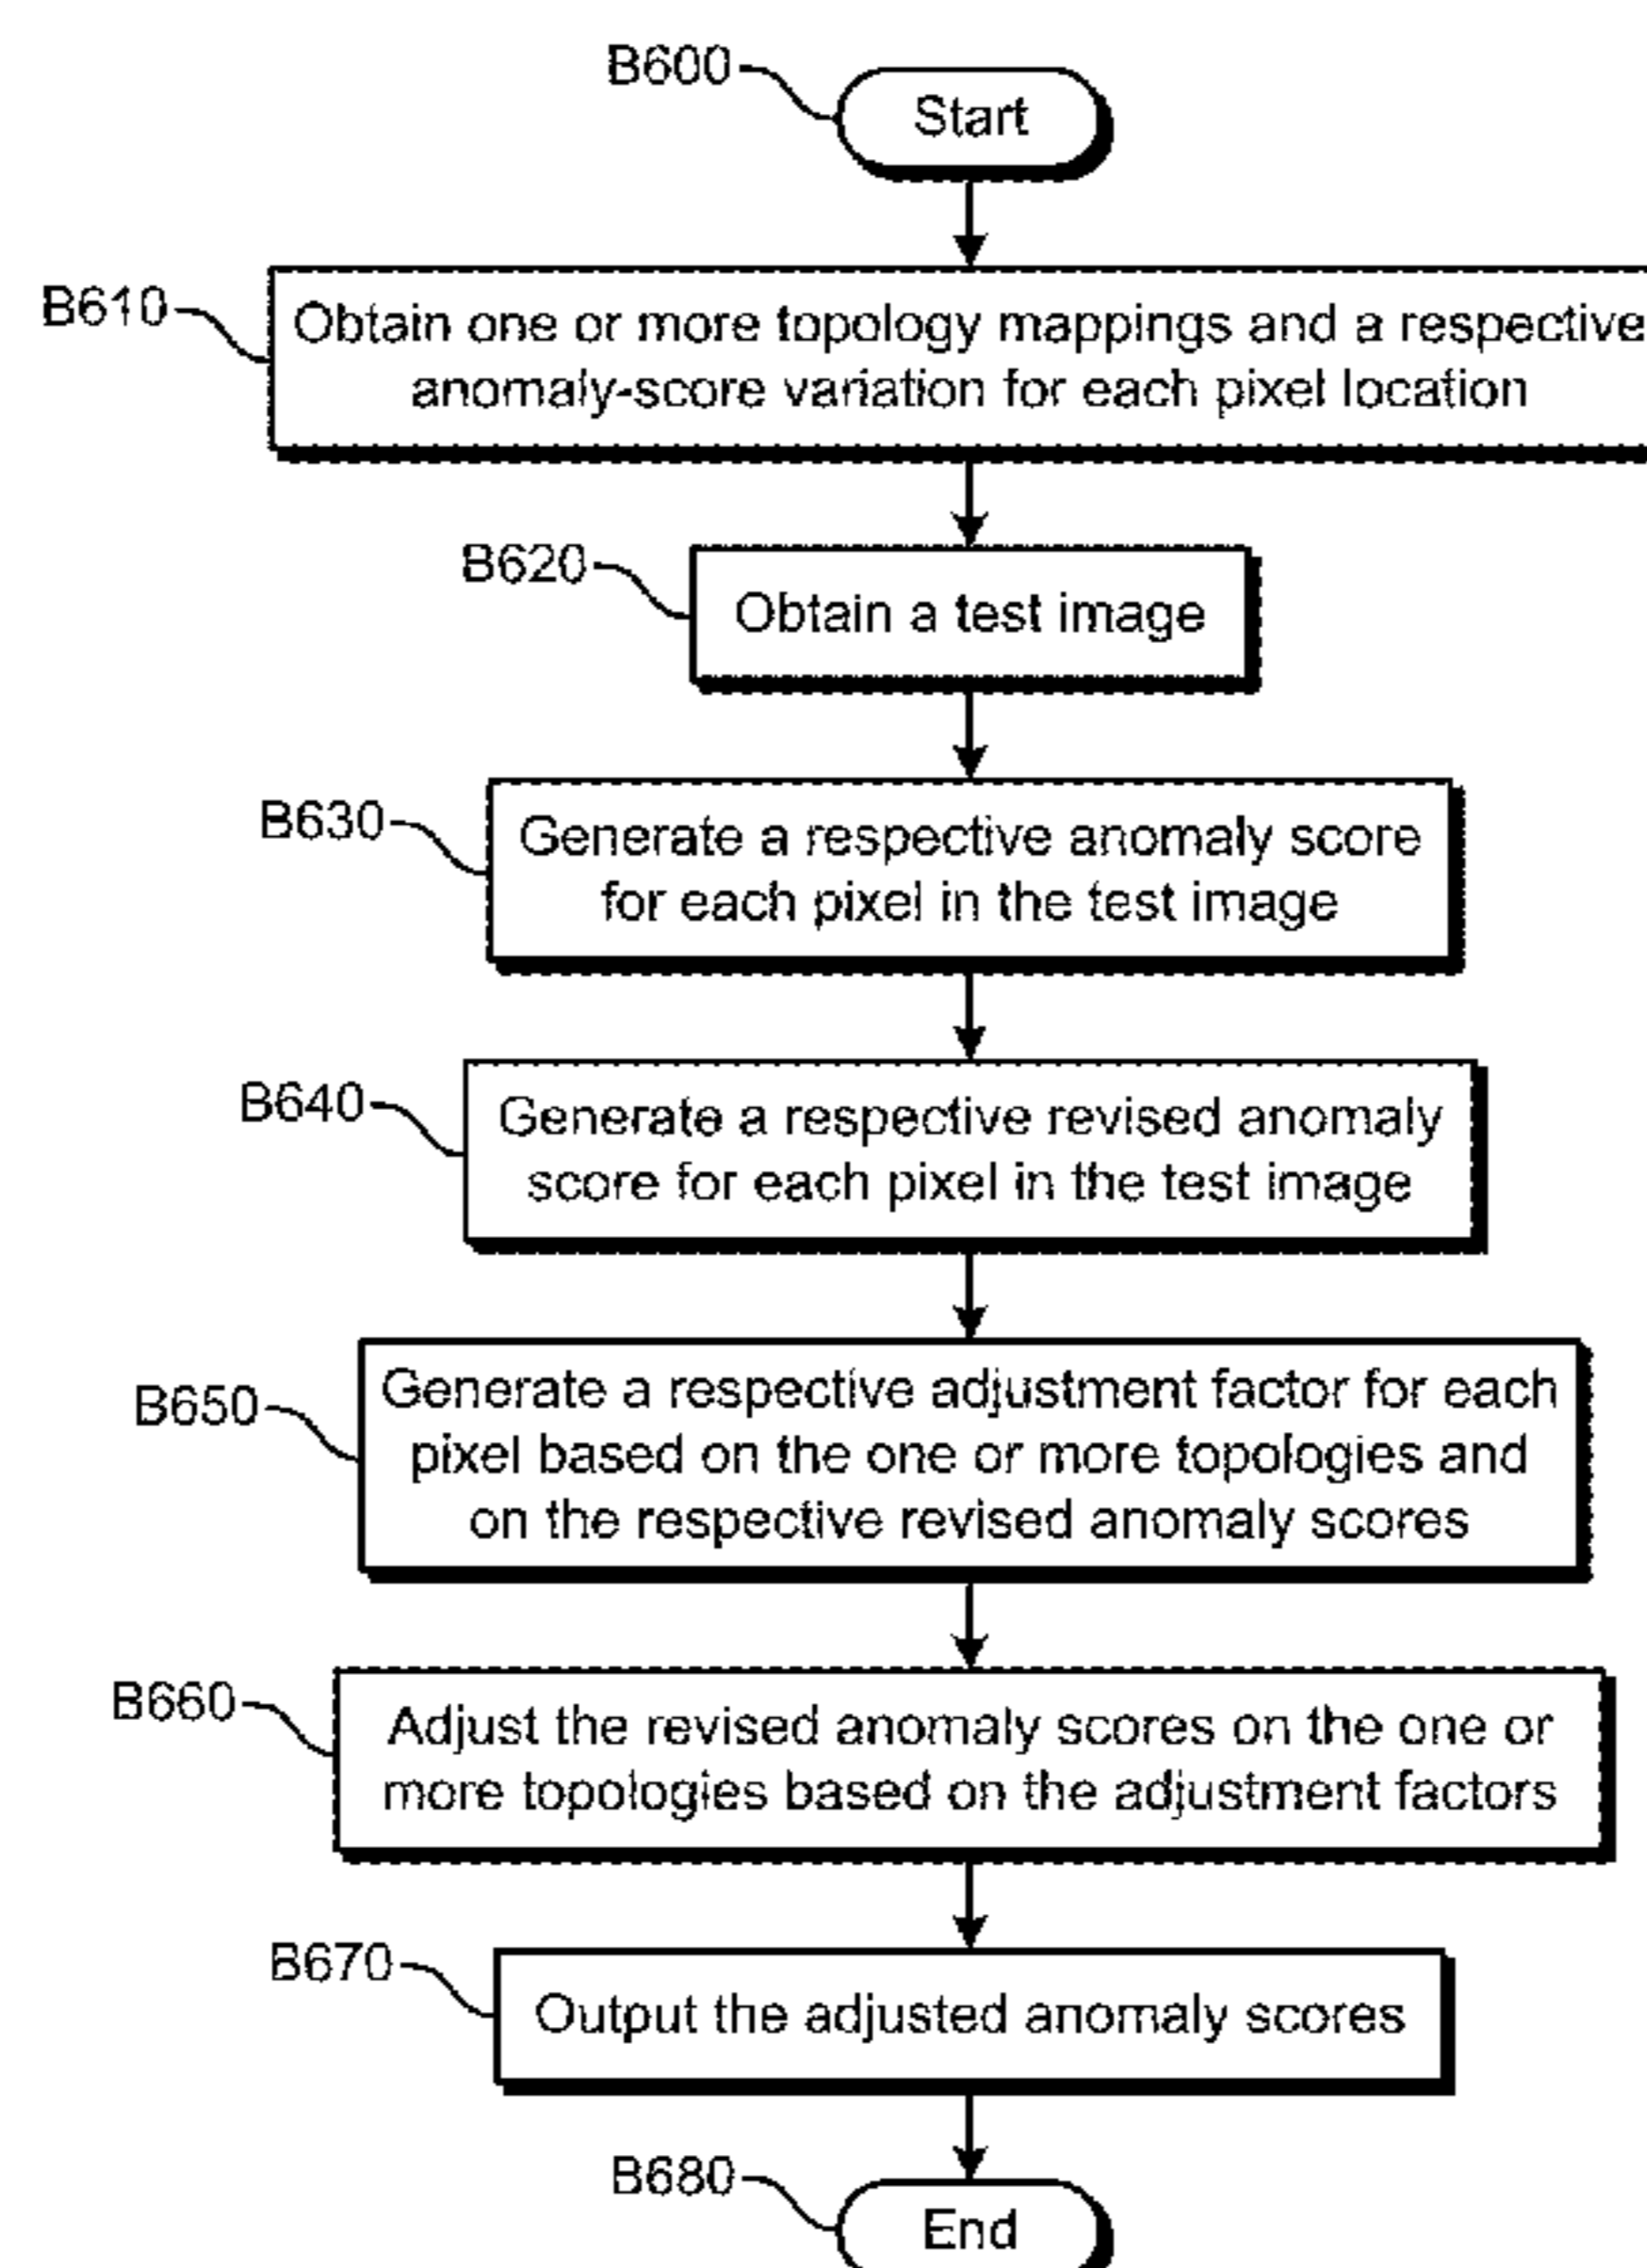 B600
Start
B610
Obtain one or more topology mappings and a respective
anomaly-score variation for each pixel location
B620
Obtain a test image
B630
Generate a respective anomaly score
for each pixel in the test image
B640
Generate a respective revised anomaly
score for each pixel in the test image
B650
Generate a respective adjustment factor for each
pixel based on the one or more topologies and
on the respective revised anomaly scores
B660
Adjust the revised anomaly scores on the one or
more topologies based on the adjustment factors
B670
Output the adjusted anomaly scores
B680
End